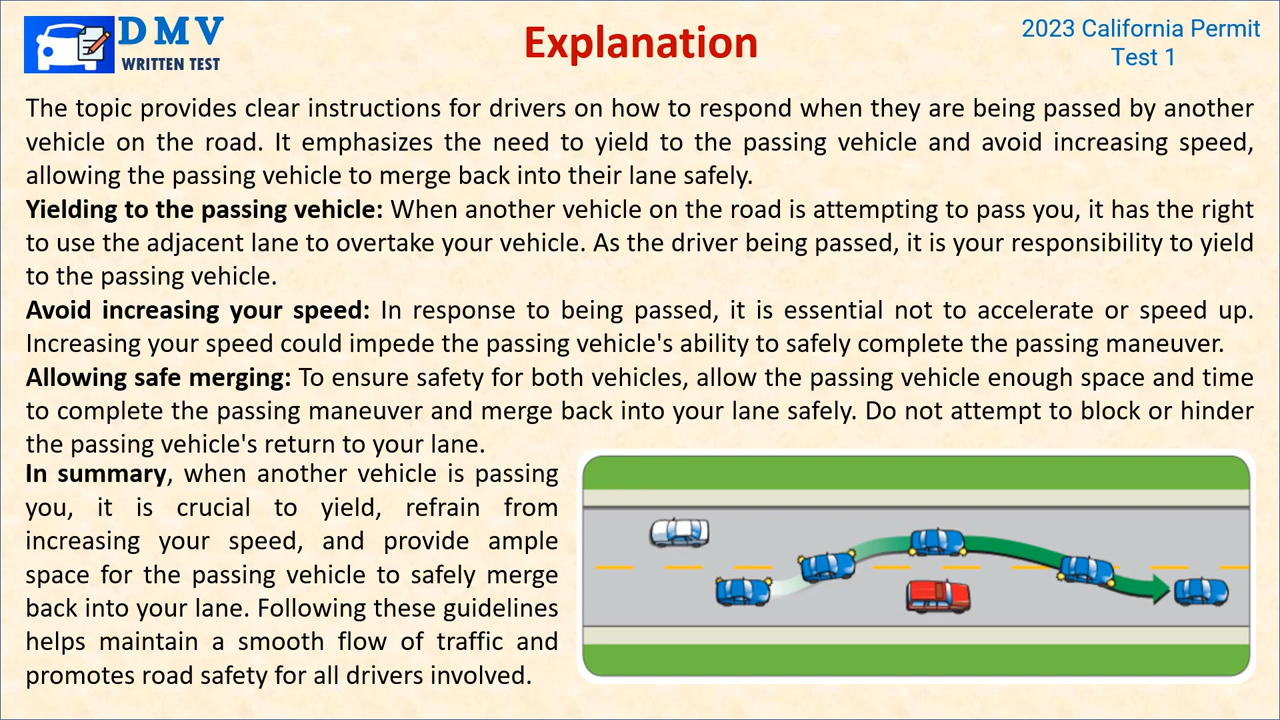 DMV
WRITTEN TEST
Explanation
2023 California Permit
Test 1
The topic provides clear instructions for drivers on how to respond when they are being passed by another
vehicle on the road. It emphasizes the need to yield to the passing vehicle and avoid increasing speed,
allowing the passing vehicle to merge back into their lane safely.
Yielding to the passing vehicle: When another vehicle on the road is attempting to pass you, it has the right
to use the adjacent lane to overtake your vehicle. As the driver being passed, it is your responsibility to yield
to the passing vehicle.
Avoid increasing your speed: In response to being passed, it is essential not to accelerate or speed up.
Increasing your speed could impede the passing vehicle's ability to safely complete the passing maneuver.
Allowing safe merging: To ensure safety for both vehicles, allow the passing vehicle enough space and time
to complete the passing maneuver and merge back into your lane safely. Do not attempt to block or hinder
the passing vehicle's return to your lane.
In summary, when another vehicle is passing
you, it is crucial to yield, refrain from
increasing your speed, and provide ample
space for the passing vehicle to safely merge
back into your lane. Following these guidelines
helps maintain a smooth flow of traffic and
promotes road safety for all drivers involved.